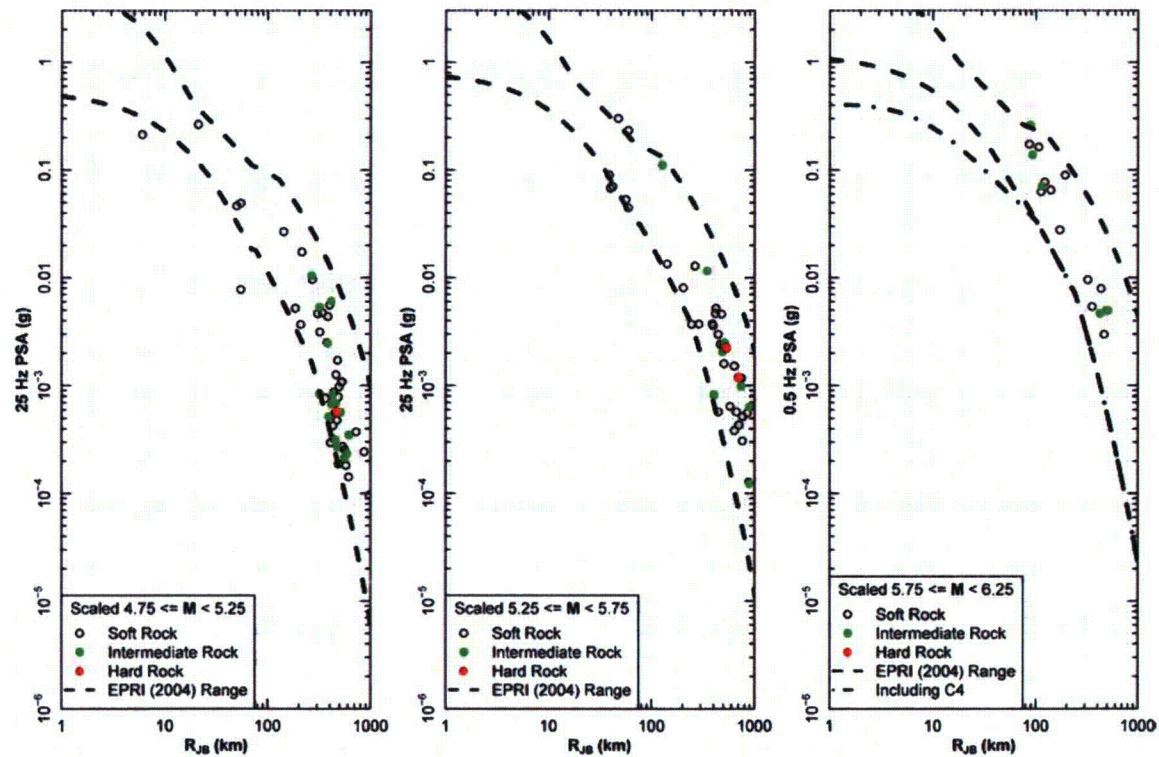 25 Hz PSA (g)
1
0.1
0.01
10⁻³
10⁻⁴
10⁻⁵
10⁻⁶
Scaled 4.75 <= M < 5.25
Soft Rock
Intermediate Rock
Hard Rock
EPRI (2004) Range
1 10 100 1000
R_JB (km)
25 Hz PSA (g)
1
0.1
0.01
10⁻³
10⁻⁴
10⁻⁵
10⁻⁶
Scaled 5.25 <= M < 5.75
Soft Rock
Intermediate Rock
Hard Rock
EPRI (2004) Range
1 10 100 1000
R_JB (km)
0.5 Hz PSA (g)
1
0.1
0.01
10⁻³
10⁻⁴
10⁻⁵
10⁻⁶
Scaled 5.75 <= M < 6.25
Soft Rock
Intermediate Rock
Hard Rock
EPRI (2004) Range
Including C4
1 10 100 1000
R_JB (km)